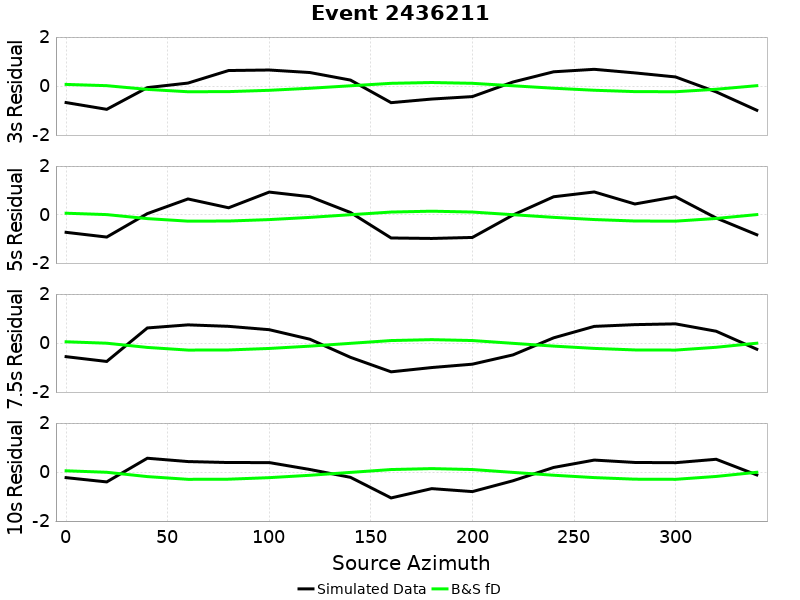 Event 2436211
3s Residual
2
0
-2
5s Residual
2
0
-2
7.5s Residual
2
0
-2
10s Residual
2
0
-2
0 50 100 150 200 250 300
Source Azimuth
Simulated Data B&S fD